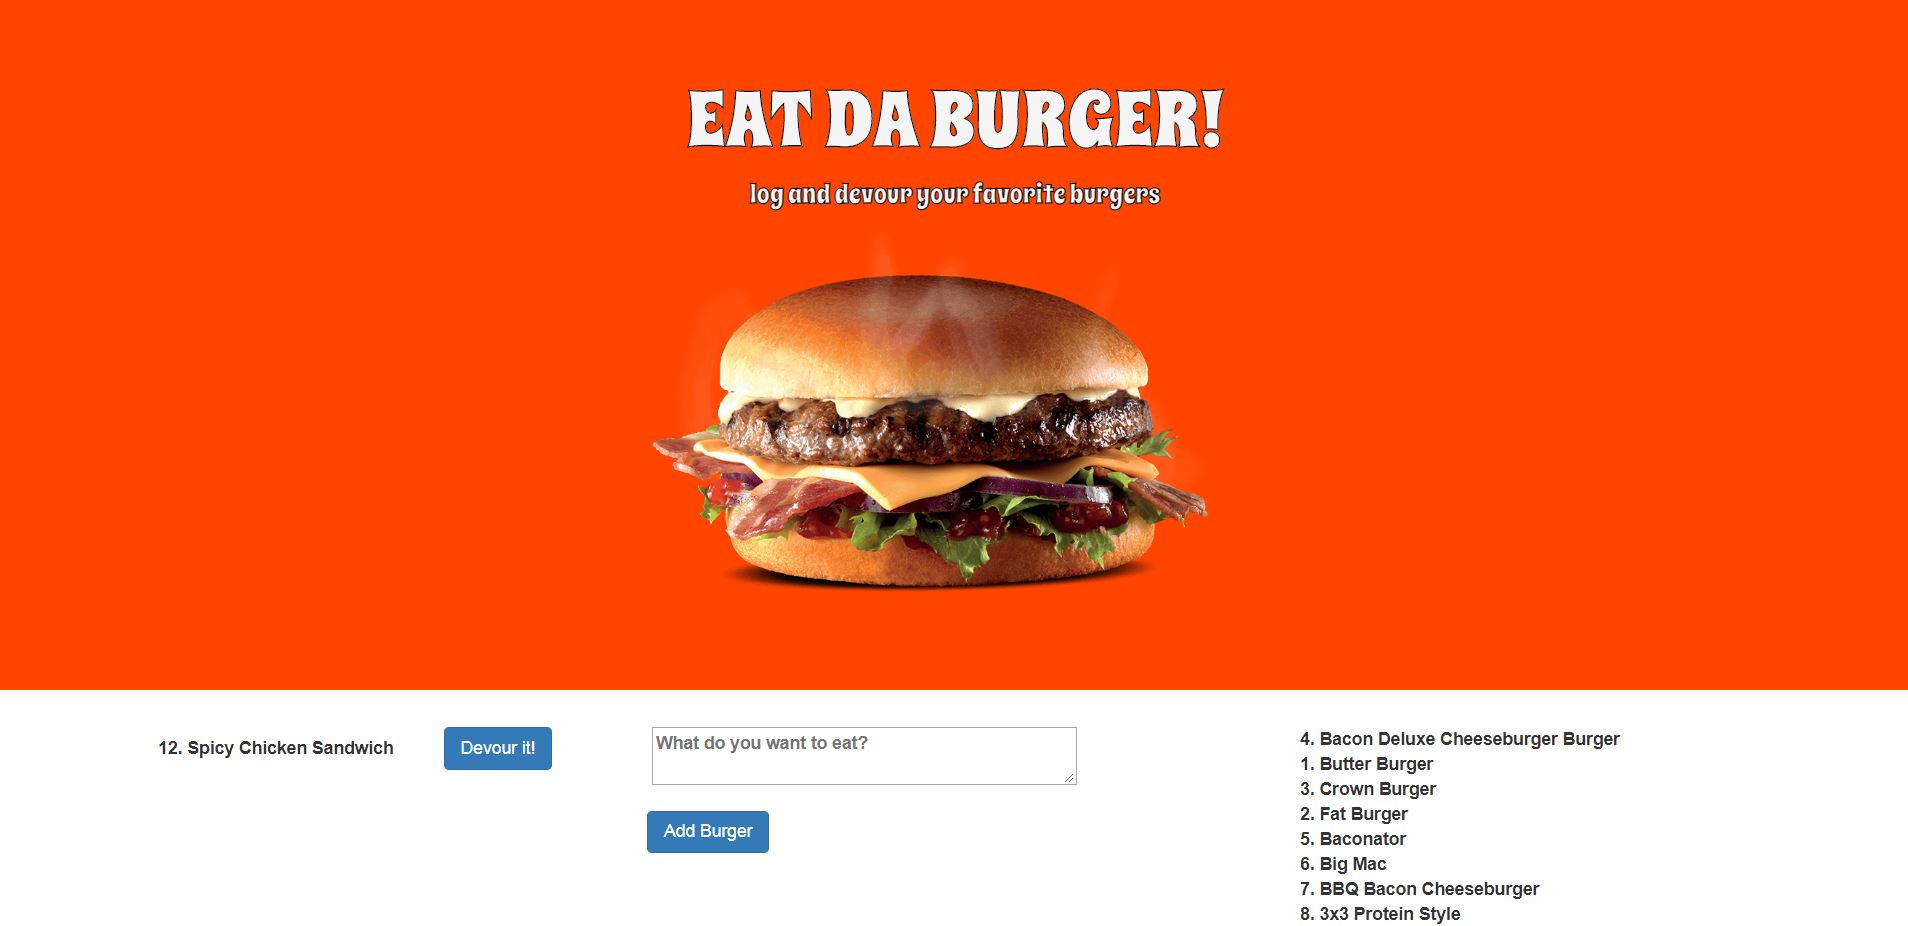 EAT DA BURGER!
log and devour your favorite burgers
12. Spicy Chicken Sandwich
Devour it!
What do you want to eat?
Add Burger
4. Bacon Deluxe Cheeseburger Burger
1. Butter Burger
3. Crown Burger
2. Fat Burger
5. Baconator
6. Big Mac
7. BBQ Bacon Cheeseburger
8. 3x3 Protein Style